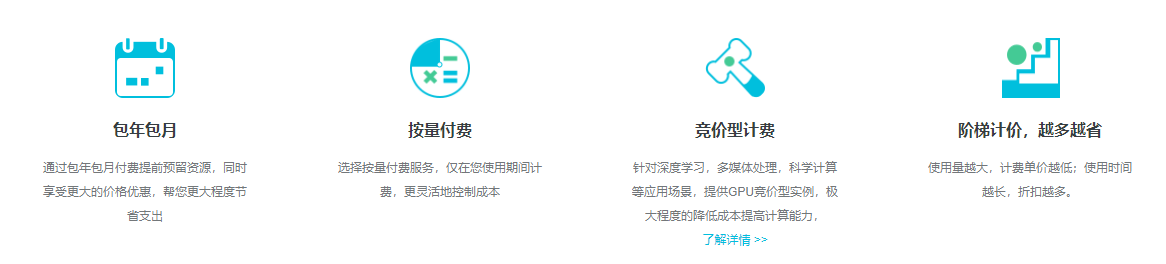 包年包月
通过包年包月付费提前预留资源，同时
享受更大的价格优惠，帮您更大程度节
省支出
按量付费
选择按量付费服务，仅在您使用期间计
费，更灵活地控制成本
竞价型计费
针对深度学习，多媒体处理，科学计算
等应用场景，提供GPU竞价型实例，极
大程度的降低成本提高计算能力，
了解详情 >>
阶梯计价，越多越省
使用量越大，计费单价越低；使用时间
越长，折扣越多。